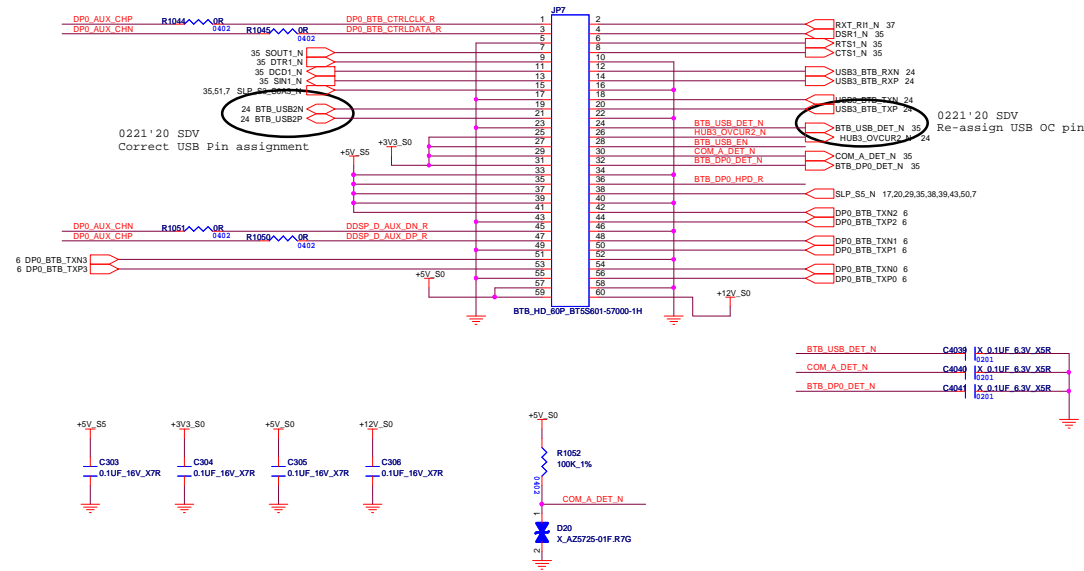 JP7
DP0_AUX_CHP R1044 0R 0402 DP0_BTB_CTRLCLK_R 1 2 RXT_RI1_N 37
DP0_AUX_CHN R1045 0R 0402 DP0_BTB_CTRLDATA_R 3 4 DSR1_N 35
5 6 RTS1_N 35
35 SOUT1_N 7 8 CTS1_N 35
35 DTR1_N 9 10
35 DCD1_N 11 12 USB3_BTB_RXN 24
35 SIN1_N 13 14 USB3_BTB_RXP 24
35,51,7 SLP_S3_S0A3_N 15 16
17 18 USB3_BTB_TXN 24
24 BTB_USB2N 19 20 USB3_BTB_TXP 24
24 BTB_USB2P 21 22
23 24 BTB_USB_DET_N BTB_USB_DET_N 35
25 26 HUB3_OVCUR2_N HUB3_OVCUR2_N 24
0221'20 SDV
Correct USB Pin assignment
0221'20 SDV
Re-assign USB OC pin
+3V3_S0 27 28 BTB_USB_EN
+5V_S5 29 30 COM_A_DET_N COM_A_DET_N 35
31 32 BTB_DP0_DET_N BTB_DP0_DET_N 35
33 34
35 36 BTB_DP0_HPD_R
37 38 SLP_S5_N 17,20,29,35,38,39,43,50,7
39 40
41 42 DP0_BTB_TXN2 6
43 44 DP0_BTB_TXP2 6
DP0_AUX_CHN R1051 0R 0402 DDSP_D_AUX_DN_R 45 46
DP0_AUX_CHP R1050 0R 0402 DDSP_D_AUX_DP_R 47 48 DP0_BTB_TXN1 6
49 50 DP0_BTB_TXP1 6
6 DP0_BTB_TXN3 51 52
6 DP0_BTB_TXP3 53 54 DP0_BTB_TXN0 6
+5V_S0 55 56 DP0_BTB_TXP0 6
57 58
59 60 +12V_S0
BTB_HD_60P_BT5S601-57000-1H
BTB_USB_DET_N C4039 X_0.1UF_6.3V_X5R
0201
COM_A_DET_N C4040 X_0.1UF_6.3V_X5R
0201
BTB_DP0_DET_N C4041 X_0.1UF_6.3V_X5R
0201
+5V_S5 +3V3_S0 +5V_S0 +12V_S0
C303 C304 C305 C306
0.1UF_16V_X7R 0.1UF_16V_X7R 0.1UF_16V_X7R 0.1UF_16V_X7R
+5V_S0
R1052
100K_1%
0402
COM_A_DET_N
1
D20
X_AZ5725-01F.R7G
2